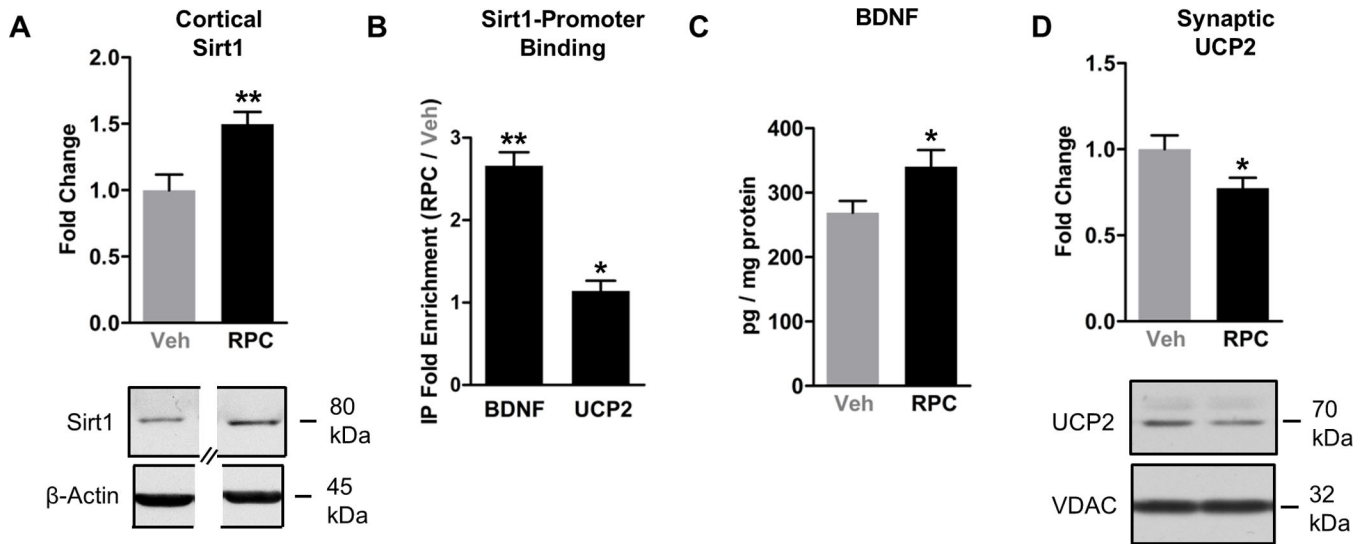 A
Cortical
Sirt1
Fold Change
2.0
1.5
1.0
0.5
0.0
**
Veh
RPC
Sirt1
80
kDa
//
β-Actin
45
kDa
B
Sirt1-Promoter
Binding
IP Fold Enrichment (RPC / Veh)
3
2
1
0
**
*
BDNF
UCP2
C
BDNF
pg / mg protein
400
300
200
100
0
*
Veh
RPC
D
Synaptic
UCP2
Fold Change
1.5
1.0
0.5
0.0
*
Veh
RPC
UCP2
70
kDa
VDAC
32
kDa